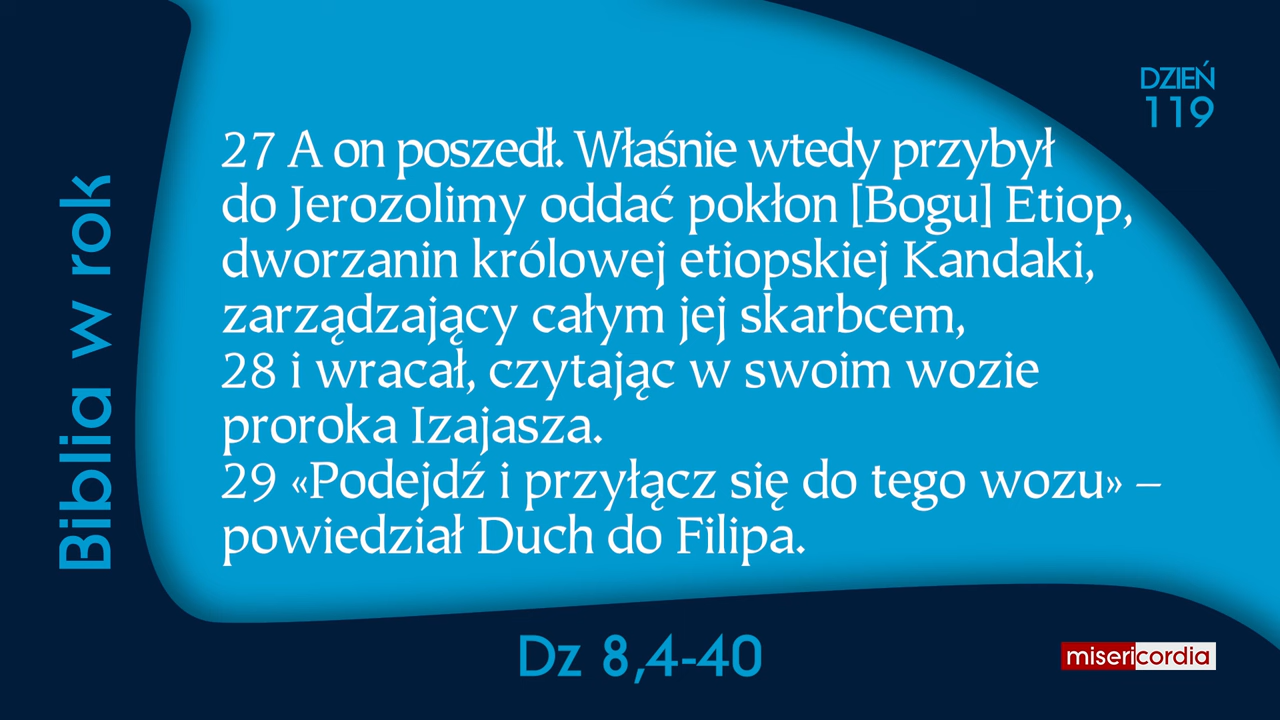 DZIEŃ
119
27 A on poszedł. Właśnie wtedy przybył
do Jerozolimy oddać pokłon [Bogu] Etiop,
dworzanin królowej etiopskiej Kandaki,
zarządzający całym jej skarbcem,
28 i wracał, czytając w swoim wozie
proroka Izajasza.
29 «Podejdź i przyłącz się do tego wozu» –
powiedział Duch do Filipa.
Biblia w rok
Dz 8,4-40
misericordia